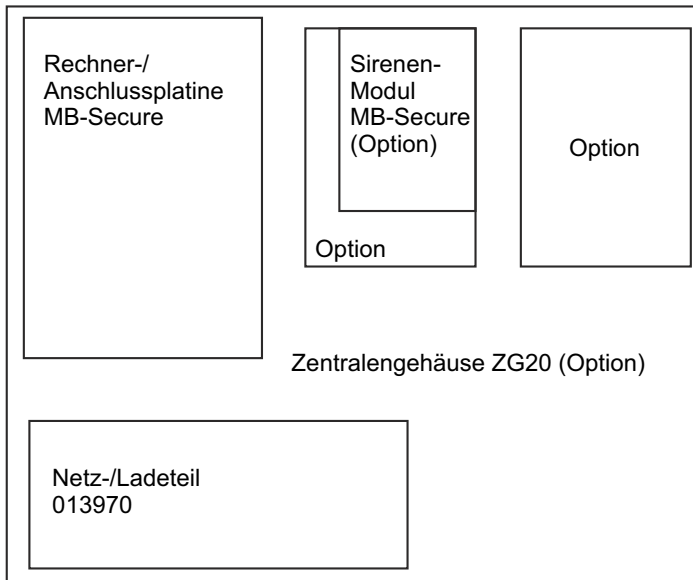 Rechner-/
Anschlussplatine
MB-Secure
Sirenen-
Modul
MB-Secure
(Option)
Option
Option
Zentralengehäuse ZG20 (Option)
Netz-/Ladeteil
013970